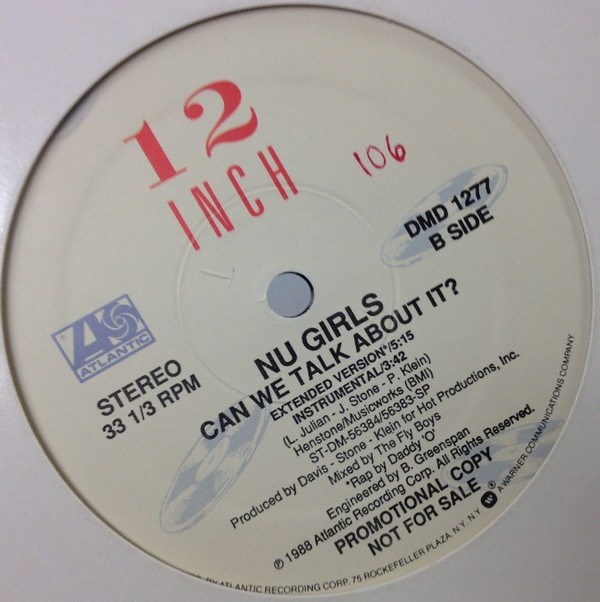 12
INCH
106
DMD 1277
B SIDE
ATLANTIC
STEREO
33 1/3 RPM
NU GIRLS
CAN WE TALK ABOUT IT?
EXTENDED VERSION*/5:15
INSTRUMENTAL/3:42
(L. Julian - J. Stone - P. Klein)
Henstone/Musicworks (BMI)
ST-DM-56384/56383-SP
Produced by Davis - Stone - Klein for Hot Productions, Inc.
Mixed by The Fly Boys
*Rap by Daddy 'O'
Engineered by B. Greenspan
℗ 1988 Atlantic Recording Corp. All Rights Reserved.
PROMOTIONAL COPY
NOT FOR SALE
BY ATLANTIC RECORDING CORP. 75 ROCKEFELLER PLAZA, N.Y. N.Y. A WARNER COMMUNICATIONS COMPANY